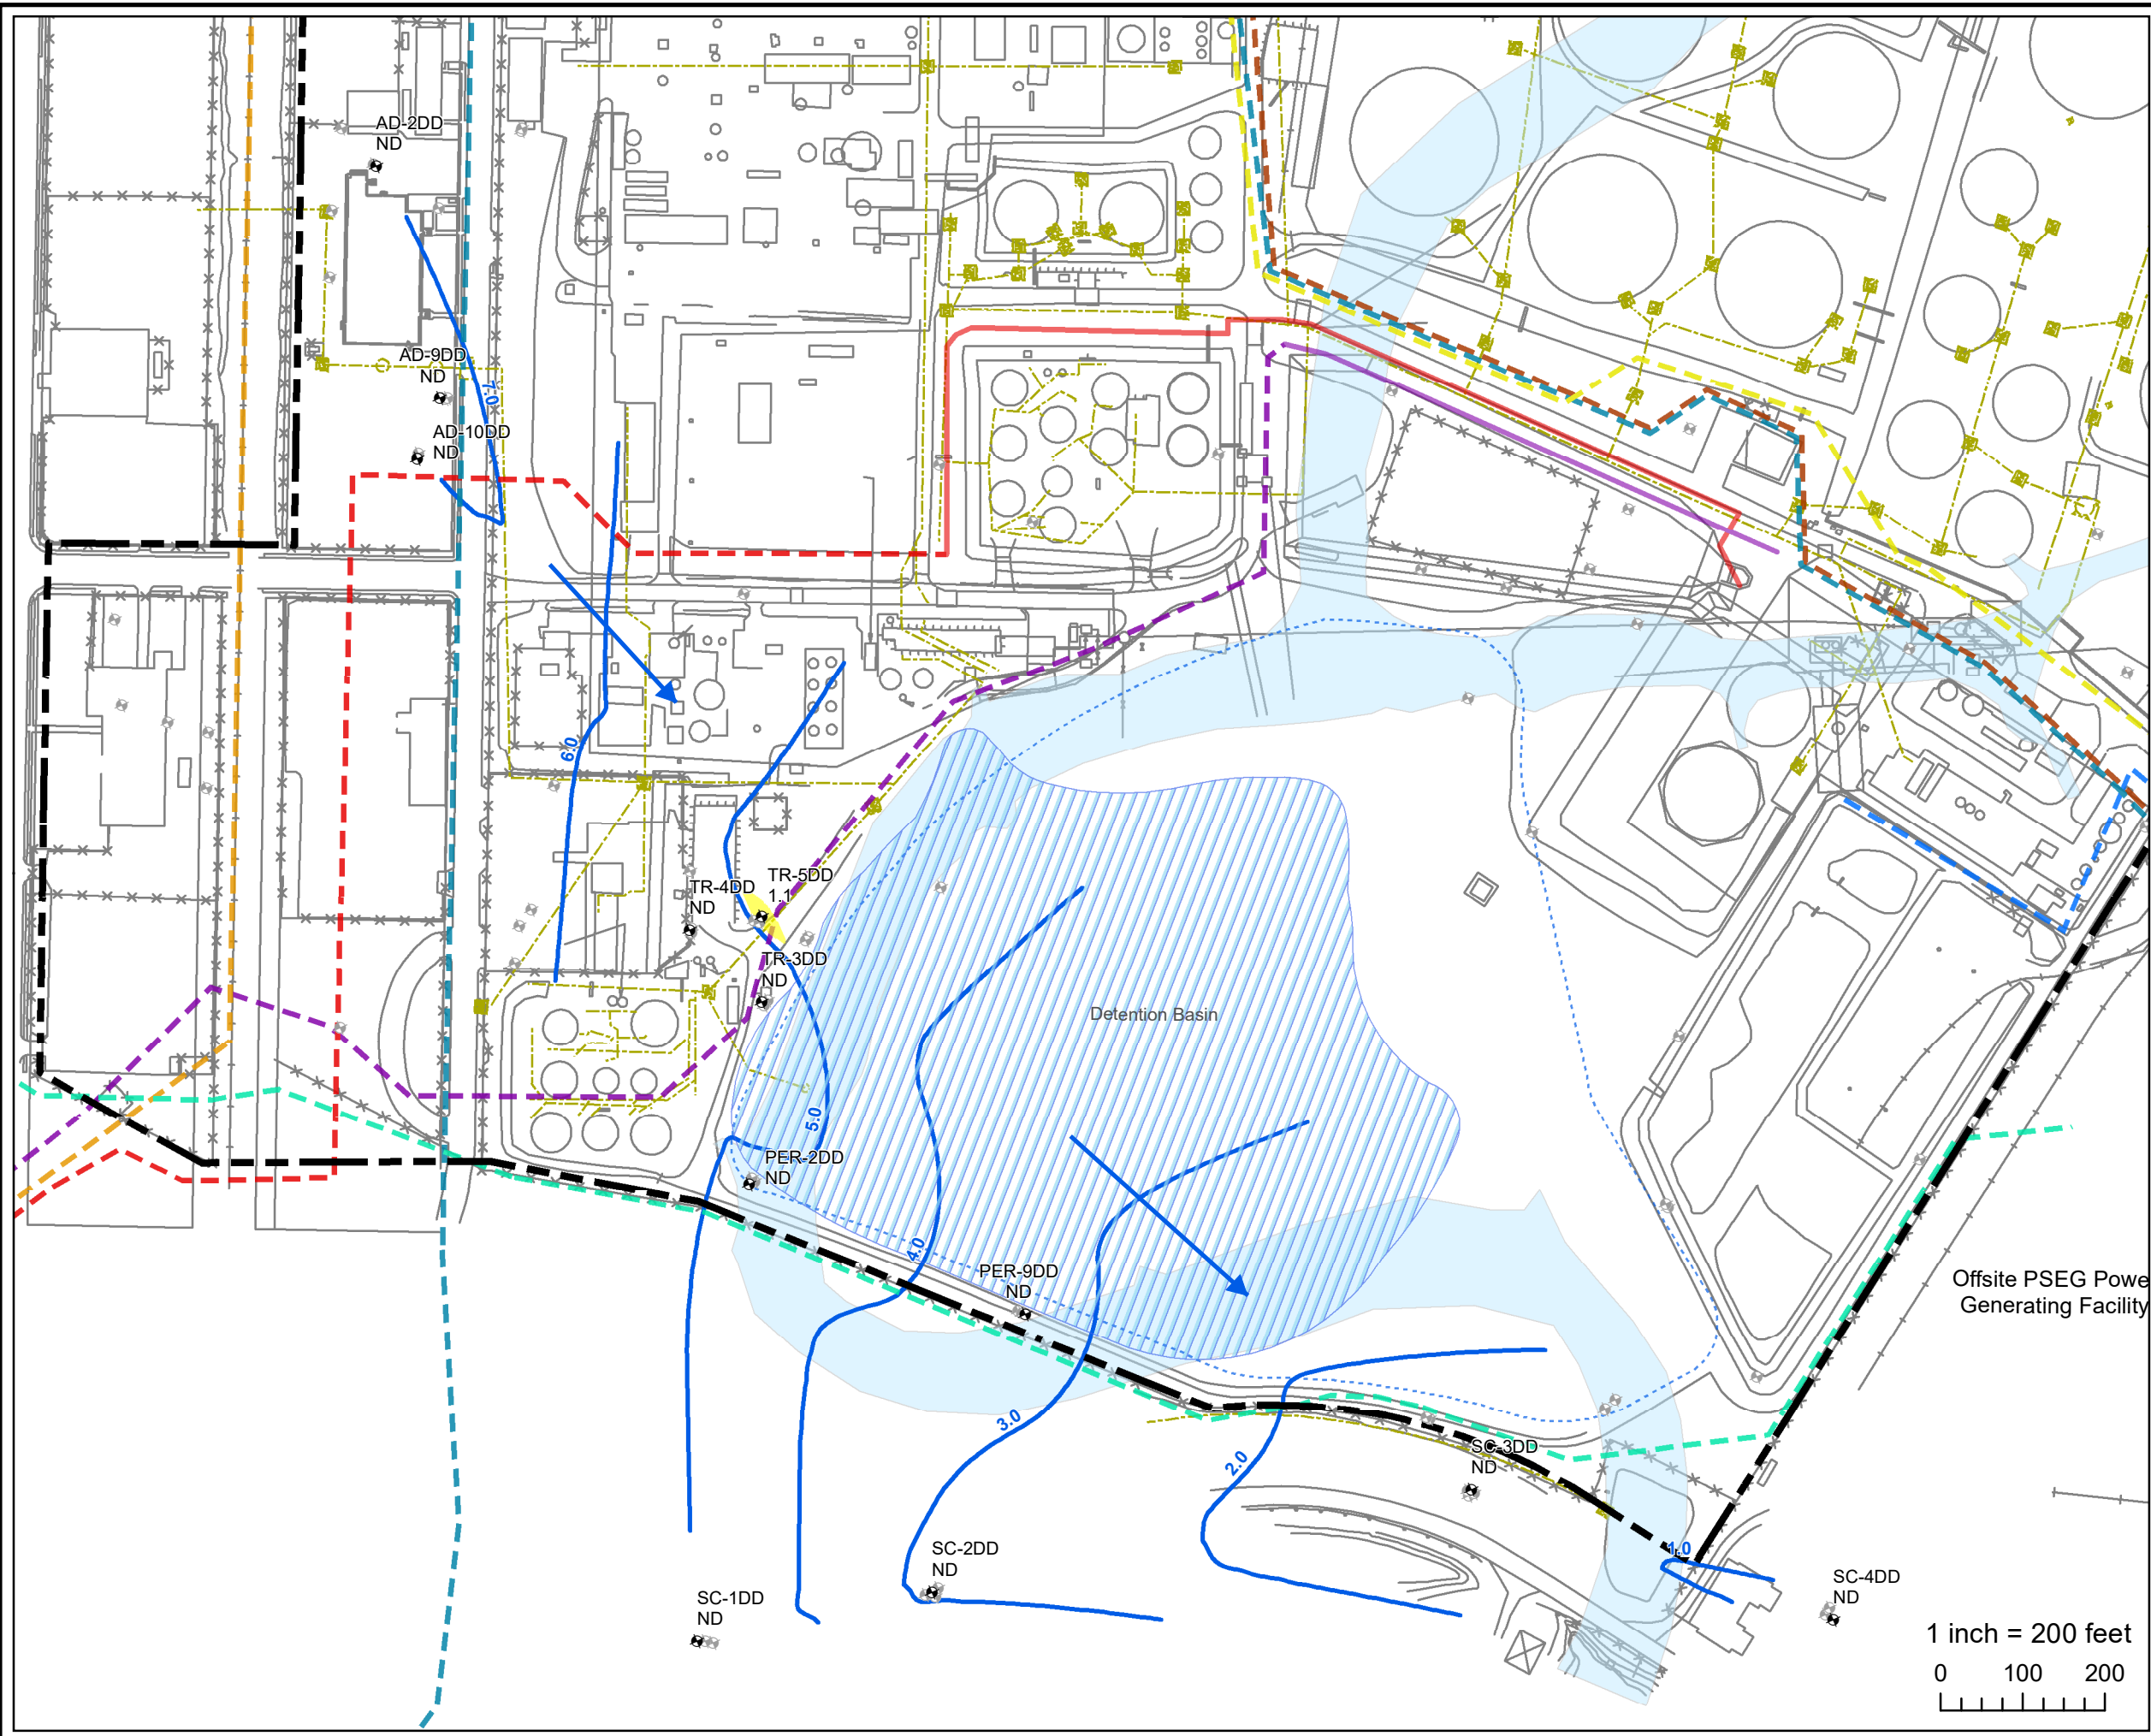 AD-2DD
ND
AD-9DD
ND
7.0
AD-10DD
ND
6.0
TR-5DD
1.1
TR-4DD
ND
TR-3DD
ND
Detention Basin
5.0
PER-2DD
ND
4.0
PER-9DD
ND
Offsite PSEG Powe
Generating Facility
3.0
2.0
SC-3DD
ND
1.0
SC-2DD
ND
SC-1DD
ND
SC-4DD
ND
1 inch = 200 feet
0 100 200